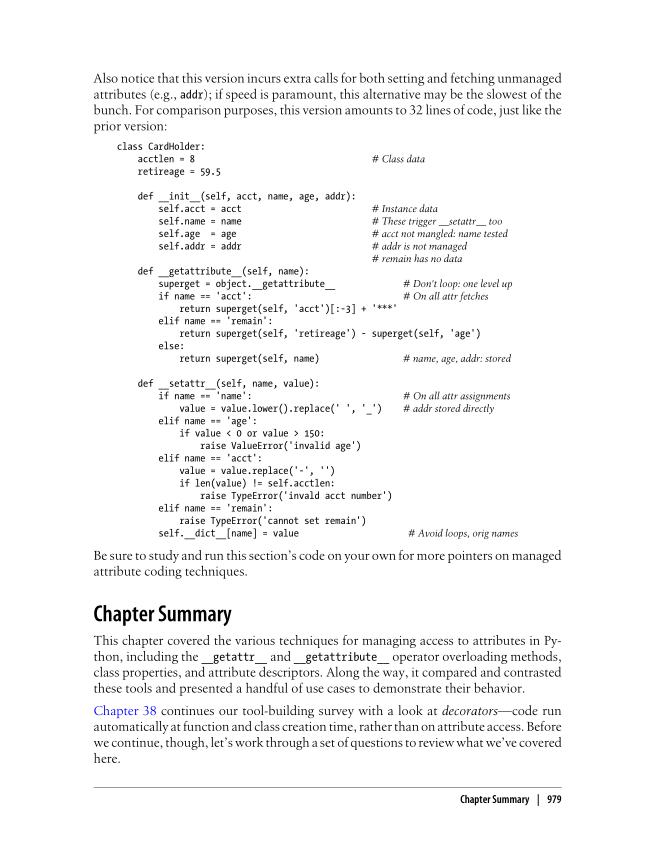 Also notice that this version incurs extra calls for both setting and fetching unmanaged
attributes (e.g., addr); if speed is paramount, this alternative may be the slowest of the
bunch. For comparison purposes, this version amounts to 32 lines of code, just like the
prior version:
class CardHolder:
    acctlen = 8                                  # Class data
    retireage = 59.5

    def __init__(self, acct, name, age, addr):
        self.acct = acct                         # Instance data
        self.name = name                         # These trigger __setattr__ too
        self.age  = age                          # acct not mangled: name tested
        self.addr = addr                         # addr is not managed
                                                 # remain has no data
    def __getattribute__(self, name):
        superget = object.__getattribute__             # Don't loop: one level up
        if name == 'acct':                             # On all attr fetches
            return superget(self, 'acct')[:-3] + '***'
        elif name == 'remain':
            return superget(self, 'retireage') - superget(self, 'age')
        else:
            return superget(self, name)                # name, age, addr: stored

    def __setattr__(self, name, value):
        if name == 'name':                             # On all attr assignments
            value = value.lower().replace(' ', '_')    # addr stored directly
        elif name == 'age':
            if value < 0 or value > 150:
                raise ValueError('invalid age')
        elif name == 'acct':
            value = value.replace('-', '')
            if len(value) != self.acctlen:
                raise TypeError('invald acct number')
        elif name == 'remain':
            raise TypeError('cannot set remain')
        self.__dict__[name] = value                     # Avoid loops, orig names
Be sure to study and run this section's code on your own for more pointers on managed
attribute coding techniques.
Chapter Summary
This chapter covered the various techniques for managing access to attributes in Py-
thon, including the __getattr__ and __getattribute__ operator overloading methods,
class properties, and attribute descriptors. Along the way, it compared and contrasted
these tools and presented a handful of use cases to demonstrate their behavior.
Chapter 38 continues our tool-building survey with a look at decorators—code run
automatically at function and class creation time, rather than on attribute access. Before
we continue, though, let's work through a set of questions to review what we've covered
here.
Chapter Summary | 979